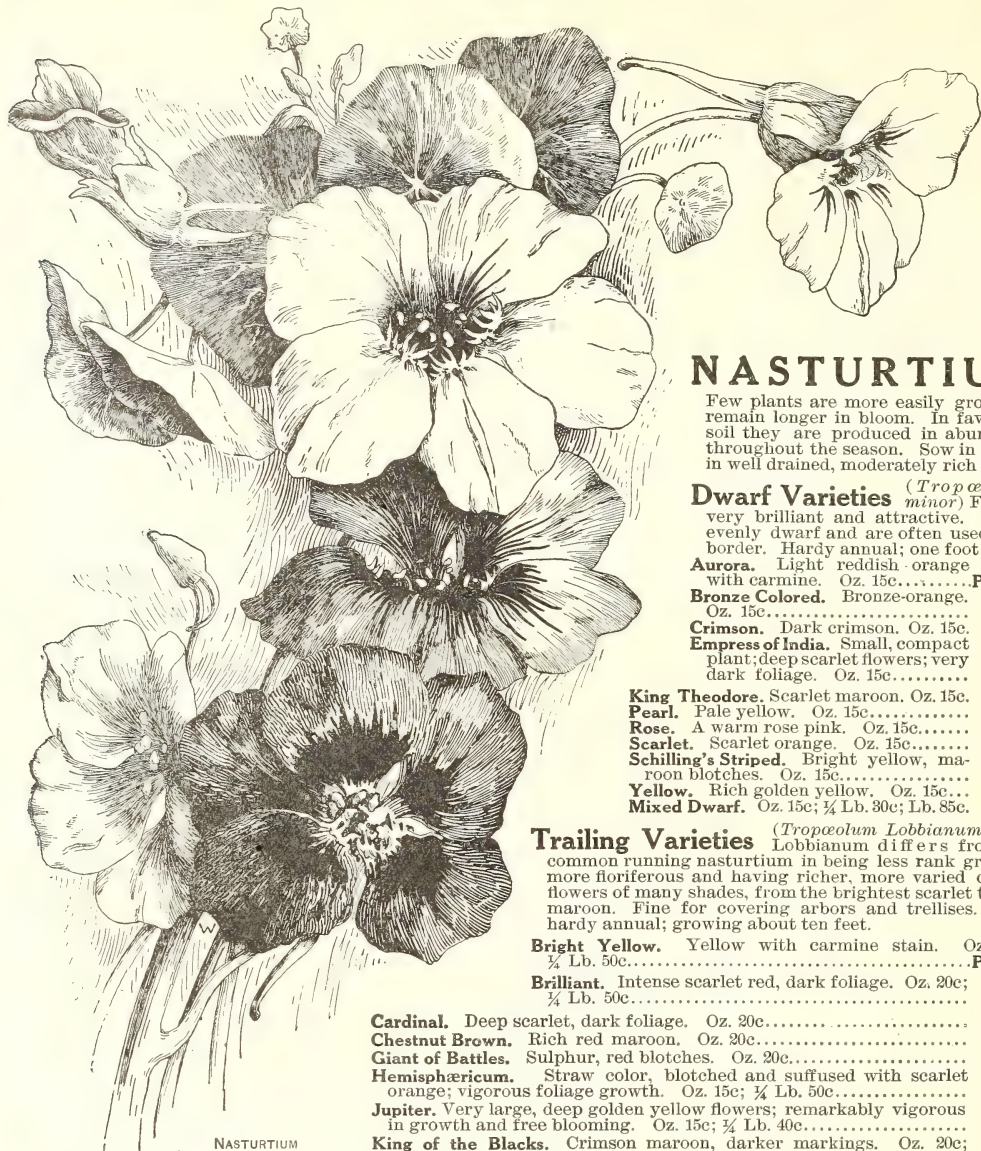 NASTURTIU
Few plants are more easily gro
remain longer in bloom. In fav
soil they are produced in abun
throughout the season. Sow in
in well drained, moderately rich
Dwarf Varieties (Tropœ
minor) F
very brilliant and attractive.
evenly dwarf and are often used
border. Hardy annual; one foot
Aurora. Light reddish orange
with carmine. Oz. 15c..........P
Bronze Colored. Bronze-orange.
Oz. 15c..............................
Crimson. Dark crimson. Oz. 15c.
Empress of India. Small, compact
plant; deep scarlet flowers; very
dark foliage. Oz. 15c..........
King Theodore. Scarlet maroon. Oz. 15c.
Pearl. Pale yellow. Oz. 15c.............
Rose. A warm rose pink. Oz. 15c.......
Scarlet. Scarlet orange. Oz. 15c........
Schilling's Striped. Bright yellow, ma-
roon blotches. Oz. 15c.................
Yellow. Rich golden yellow. Oz. 15c...
Mixed Dwarf. Oz. 15c; ¼ Lb. 30c; Lb. 85c.
Trailing Varieties (Tropœolum Lobbianum
Lobbianum differs fro
common running nasturtium in being less rank gr
more floriferous and having richer, more varied c
flowers of many shades, from the brightest scarlet t
maroon. Fine for covering arbors and trellises.
hardy annual; growing about ten feet.
Bright Yellow. Yellow with carmine stain. Oz
¼ Lb. 50c..............................................P
Brilliant. Intense scarlet red, dark foliage. Oz. 20c;
¼ Lb. 50c.............................................
Cardinal. Deep scarlet, dark foliage. Oz. 20c...........................
Chestnut Brown. Rich red maroon. Oz. 20c............................
Giant of Battles. Sulphur, red blotches. Oz. 20c.......................
Hemisphæricum. Straw color, blotched and suffused with scarlet
orange; vigorous foliage growth. Oz. 15c; ¼ Lb. 50c..................
Jupiter. Very large, deep golden yellow flowers; remarkably vigorous
in growth and free blooming. Oz. 15c; ¼ Lb. 40c......................
King of the Blacks. Crimson maroon, darker markings. Oz. 20c;
W
NASTURTIUM